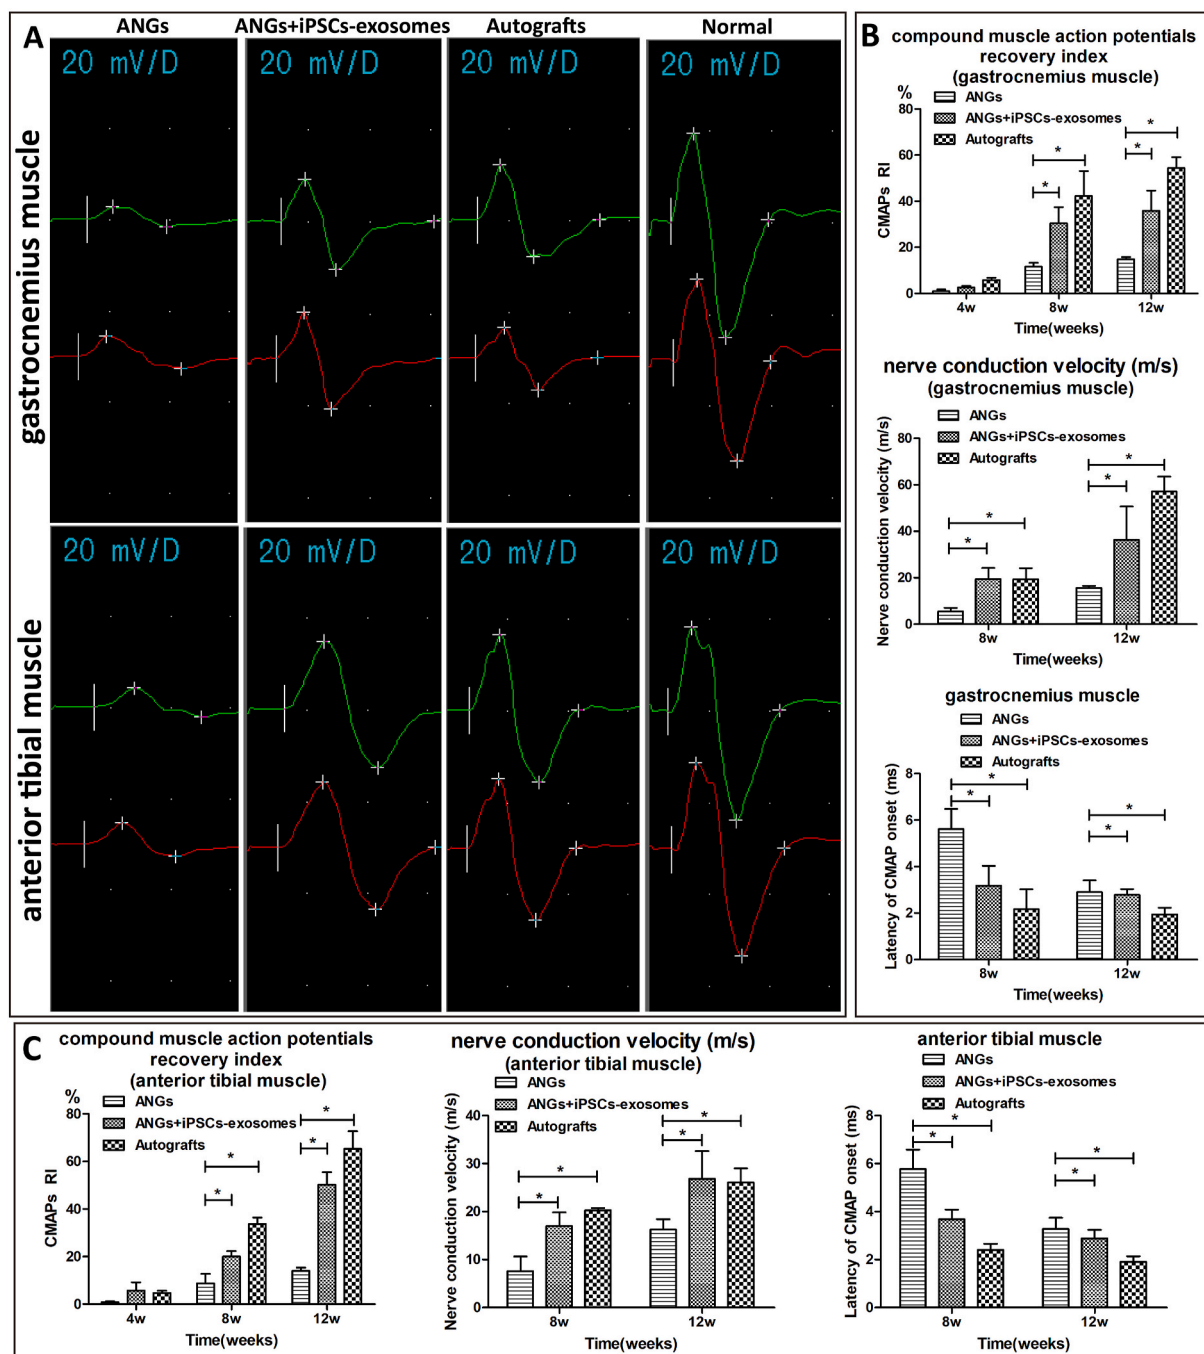 A
ANGs
ANGs+iPSCs-exosomes
Autografts
Normal
gastrocnemius muscle
20 mV/D
20 mV/D
20 mV/D
20 mV/D
anterior tibial muscle
20 mV/D
20 mV/D
20 mV/D
20 mV/D
B
compound muscle action potentials
recovery index
(gastrocnemius muscle)
%
ANGs
ANGs+iPSCs-exosomes
Autografts
CMAPs RI
80
60
40
20
0
* * * *
4w 8w 12w
Time(weeks)
nerve conduction velocity (m/s)
(gastrocnemius muscle)
ANGs
ANGs+iPSCs-exosomes
Autografts
Nerve conduction velocity (m/s)
80
60
40
20
0
* * * *
8w 12w
Time(weeks)
gastrocnemius muscle
ANGs
ANGs+iPSCs-exosomes
Autografts
Latency of CMAP onset (ms)
8
6
4
2
0
* * * *
8w 12w
Time(weeks)
C
compound muscle action potentials
recovery index
(anterior tibial muscle)
%
ANGs
ANGs+iPSCs-exosomes
Autografts
CMAPs RI
80
60
40
20
0
* * * *
4w 8w 12w
Time(weeks)
nerve conduction velocity (m/s)
(anterior tibial muscle)
ANGs
ANGs+iPSCs-exosomes
Autografts
Nerve conduction velocity (m/s)
40
30
20
10
0
* * * *
8w 12w
Time(weeks)
anterior tibial muscle
ANGs
ANGs+iPSCs-exosomes
Autografts
Latency of CMAP onset (ms)
8
6
4
2
0
* * * *
8w 12w
Time(weeks)